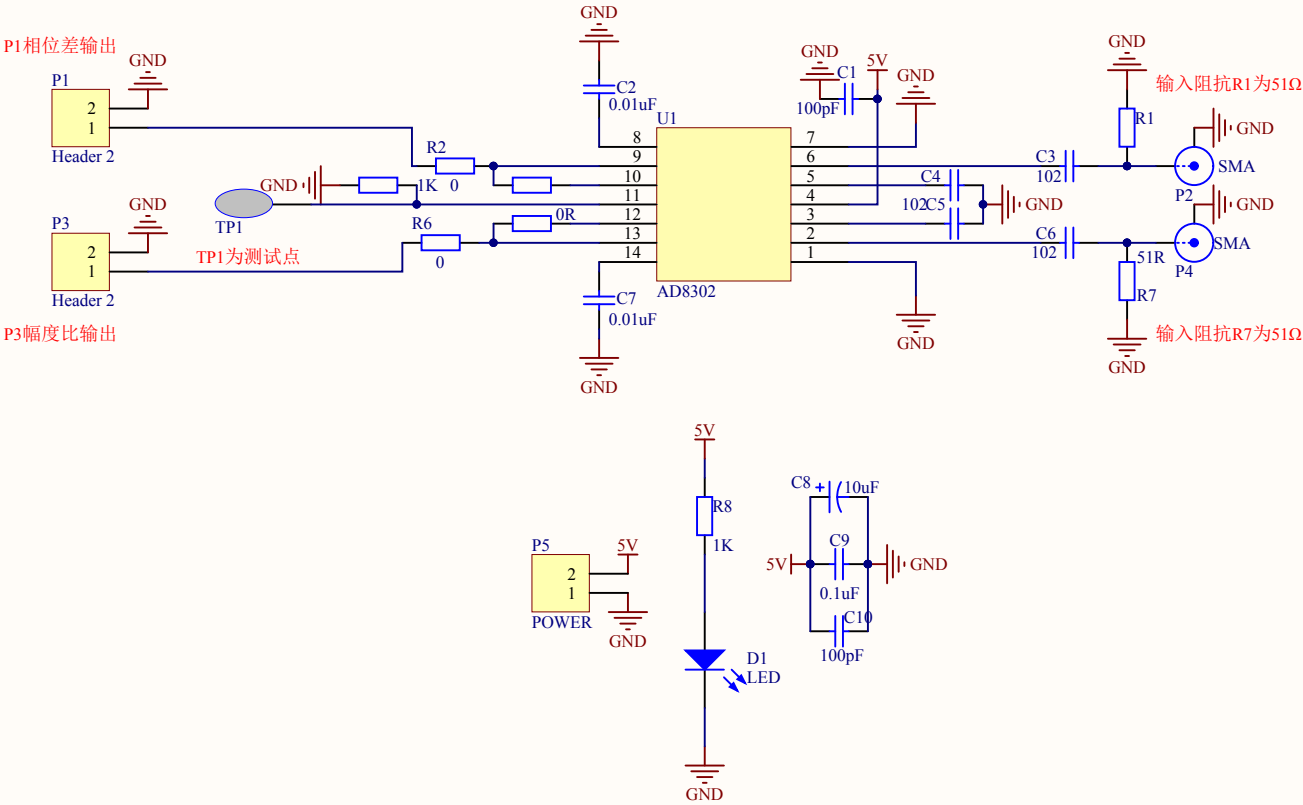 GND
P1相位差输出
GND
P1
2
1
Header 2
C2
0.01uF
GND
C1
100pF
5V
GND
GND
输入阻抗R1为51Ω
R1
GND
U1
8
9
10
11
12
13
14
7
6
5
4
3
2
1
AD8302
R2
0
GND
1K
TP1
0R
R6
0
TP1为测试点
GND
P3
2
1
Header 2
P3幅度比输出
C7
0.01uF
GND
C3
102
C4
102
C5
GND
SMA
P2
GND
C6
102
SMA
P4
51R
R7
GND
输入阻抗R7为51Ω
GND
5V
R8
1K
P5
5V
2
1
POWER
GND
D1
LED
GND
C8
+
10uF
C9
5V
GND
0.1uF
C10
100pF